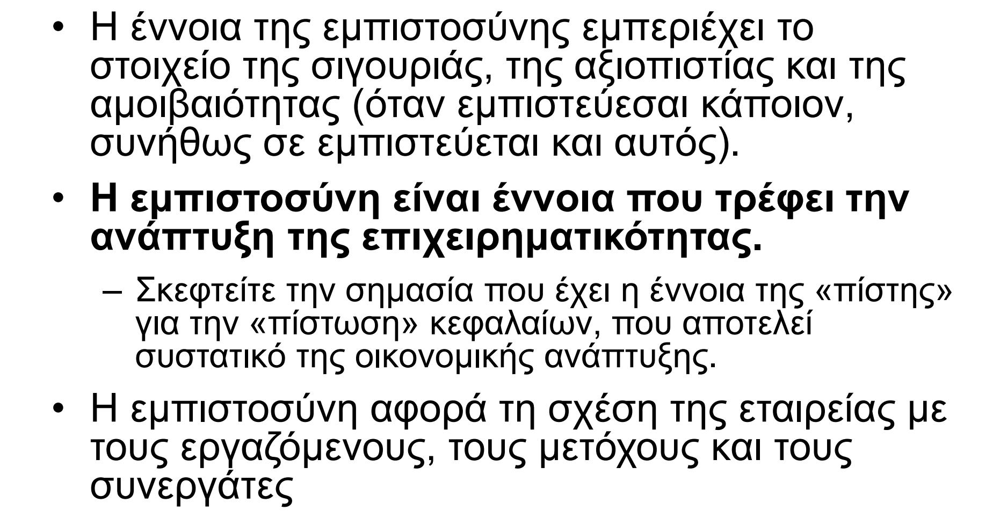 • Η έννοια της εμπιστοσύνης εμπεριέχει το
στοιχείο της σιγουριάς, της αξιοπιστίας και της
αμοιβαιότητας (όταν εμπιστεύεσαι κάποιον,
συνήθως σε εμπιστεύεται και αυτός).
• Η εμπιστοσύνη είναι έννοια που τρέφει την
ανάπτυξη της επιχειρηματικότητας.
– Σκεφτείτε την σημασία που έχει η έννοια της «πίστης»
για την «πίστωση» κεφαλαίων, που αποτελεί
συστατικό της οικονομικής ανάπτυξης.
• Η εμπιστοσύνη αφορά τη σχέση της εταιρείας με
τους εργαζόμενους, τους μετόχους και τους
συνεργάτες